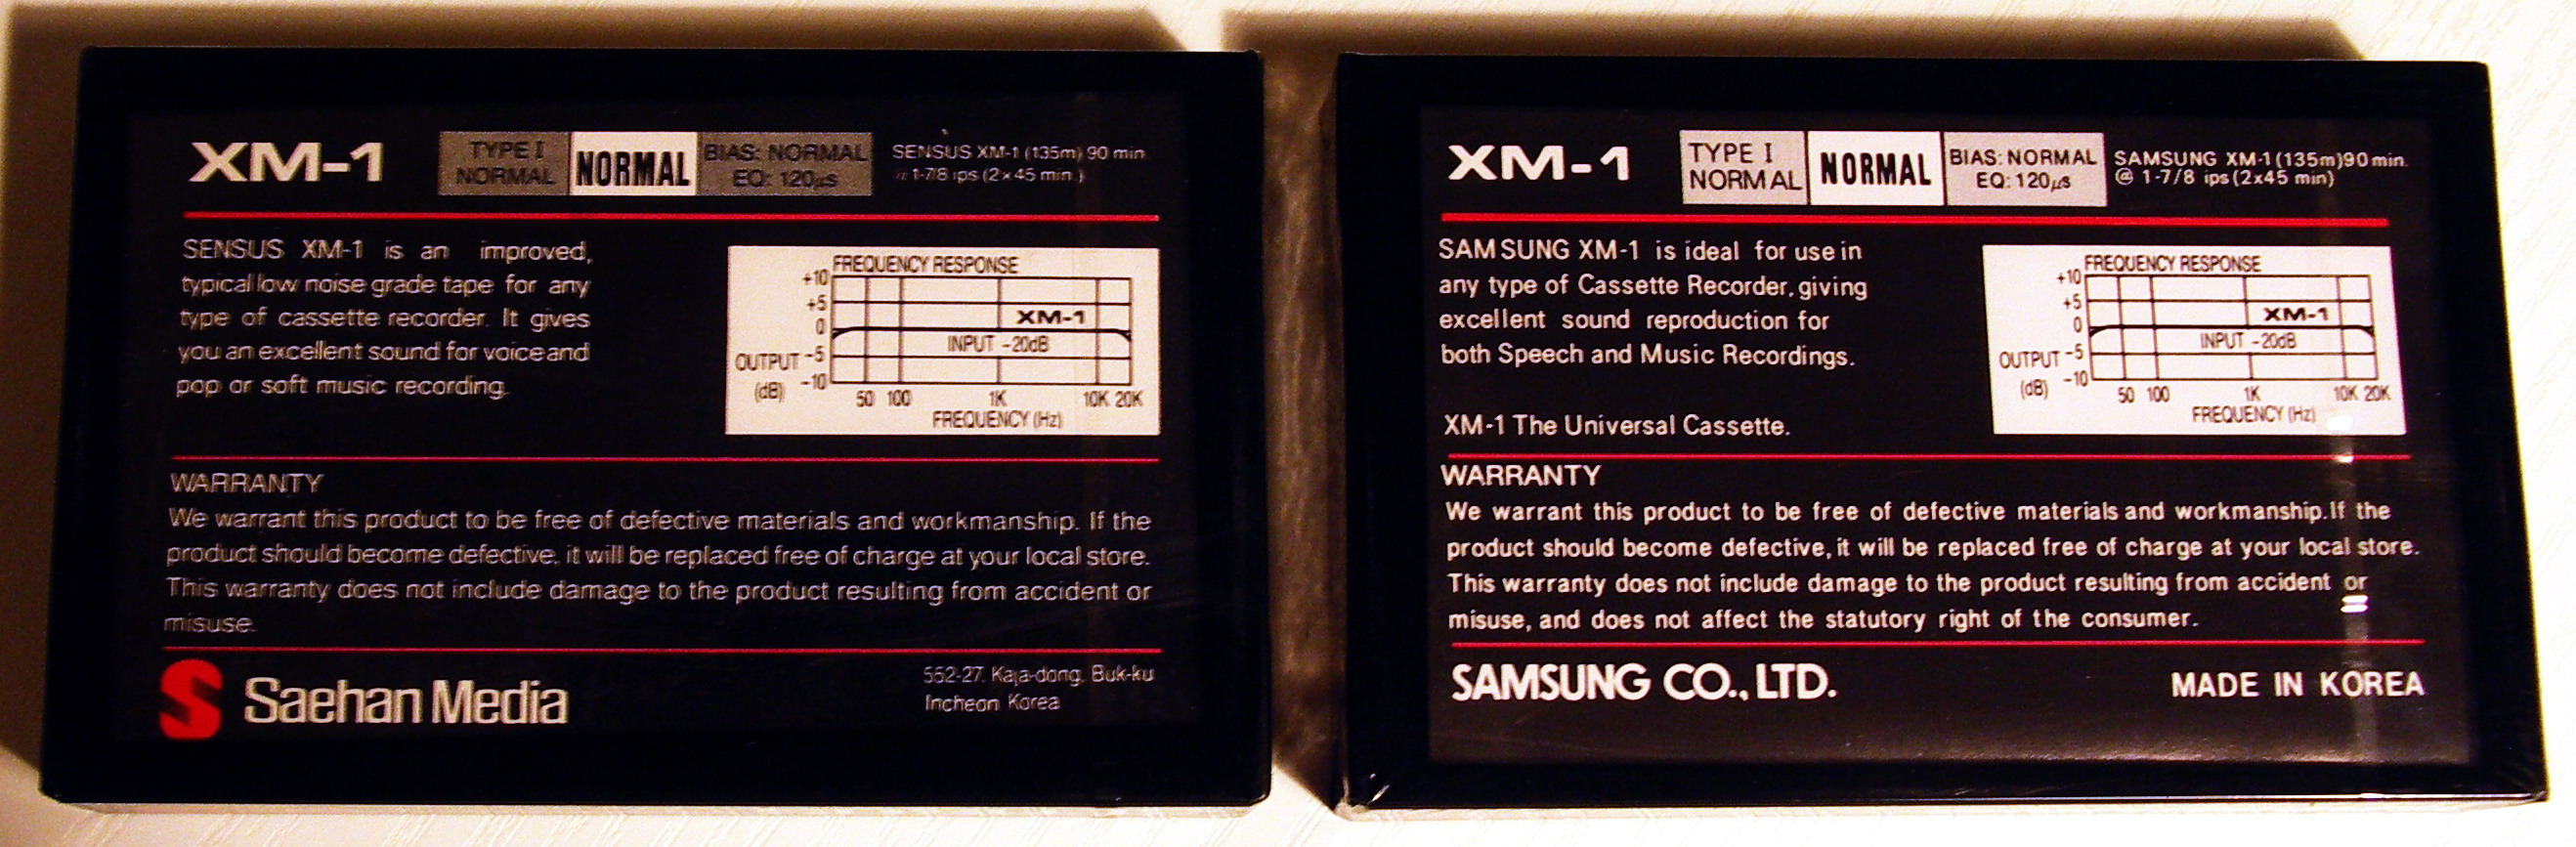 XM-1
TYPE I
NORMAL
NORMAL
BIAS: NORMAL
EQ: 120µs
SENSUS XM-1 (135m) 90 min.
1-7/8 ips (2×45 min.)
SENSUS XM-1 is an improved,
typical low noise grade tape for any
type of cassette recorder. It gives
you an excellent sound for voice and
pop or soft music recording.
FREQUENCY RESPONSE
+10
+5
0
-5
-10
OUTPUT
(dB)
XM-1
INPUT -20dB
50 100 1K 10K 20K
FREQUENCY (Hz)
WARRANTY
We warrant this product to be free of defective materials and workmanship. If the
product should become defective, it will be replaced free of charge at your local store.
This warranty does not include damage to the product resulting from accident or
misuse.
Saehan Media
552-27, Kaja-dong, Buk-ku
Incheon Korea
XM-1
TYPE I
NORMAL
NORMAL
BIAS: NORMAL
EQ: 120µs
SAMSUNG XM-1 (135m) 90 min.
@ 1-7/8 ips (2x45 min)
SAMSUNG XM-1 is ideal for use in
any type of Cassette Recorder, giving
excellent sound reproduction for
both Speech and Music Recordings.
XM-1 The Universal Cassette.
FREQUENCY RESPONSE
+10
+5
0
-5
-10
OUTPUT
(dB)
XM-1
INPUT -20dB
50 100 1K 10K 20K
FREQUENCY (Hz)
WARRANTY
We warrant this product to be free of defective materials and workmanship. If the
product should become defective, it will be replaced free of charge at your local store.
This warranty does not include damage to the product resulting from accident or
misuse, and does not affect the statutory right of the consumer.
SAMSUNG CO., LTD.
MADE IN KOREA